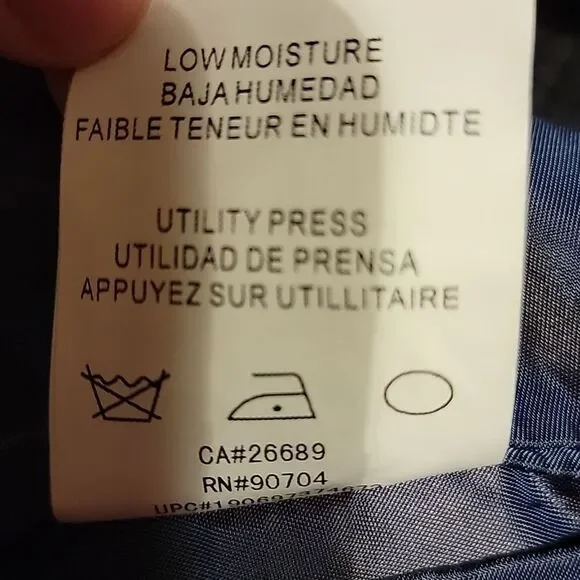 LOW MOISTURE
BAJA HUMEDAD
FAIBLE TENEUR EN HUMIDTE
UTILITY PRESS
UTILIDAD DE PRENSA
APPUYEZ SUR UTILLITAIRE
CA#26689
RN#90704